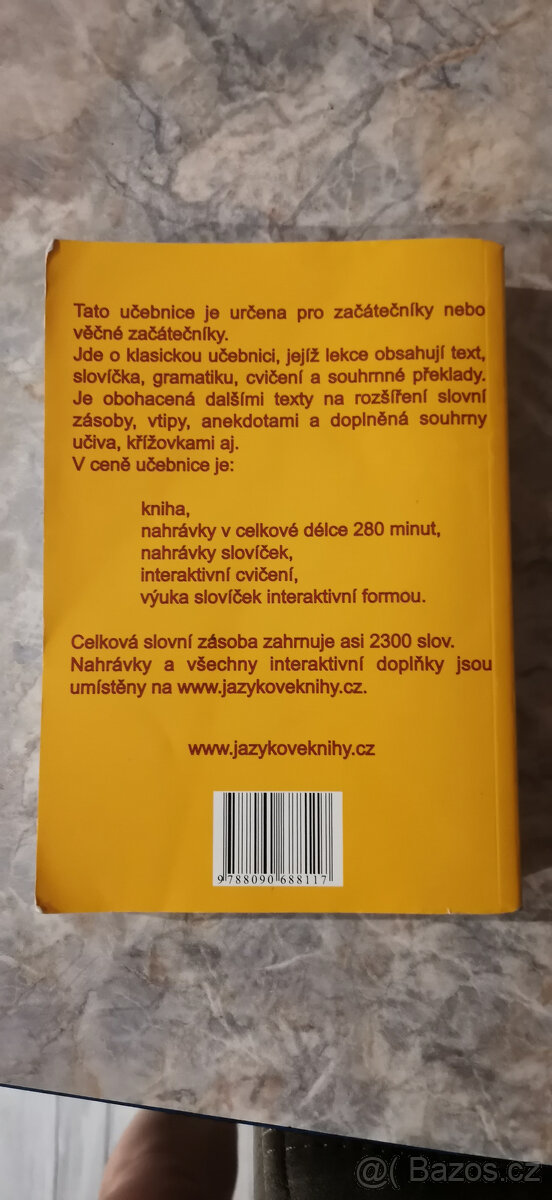 Tato učebnice je určena pro začátečníky nebo
věčné začátečníky.
Jde o klasickou učebnici, jejíž lekce obsahují text,
slovíčka, gramatiku, cvičení a souhrnné překlady.
Je obohacená dalšími texty na rozšíření slovní
zásoby, vtipy, anekdotami a doplněná souhrny
učiva, křížovkami aj.
V ceně učebnice je:
kniha,
nahrávky v celkové délce 280 minut,
nahrávky slovíček,
interaktivní cvičení,
výuka slovíček interaktivní formou.
Celková slovní zásoba zahrnuje asi 2300 slov.
Nahrávky a všechny interaktivní doplňky jsou
umístěny na www.jazykoveknihy.cz.
www.jazykoveknihy.cz
9 788090 688117
@( Bazos.cz